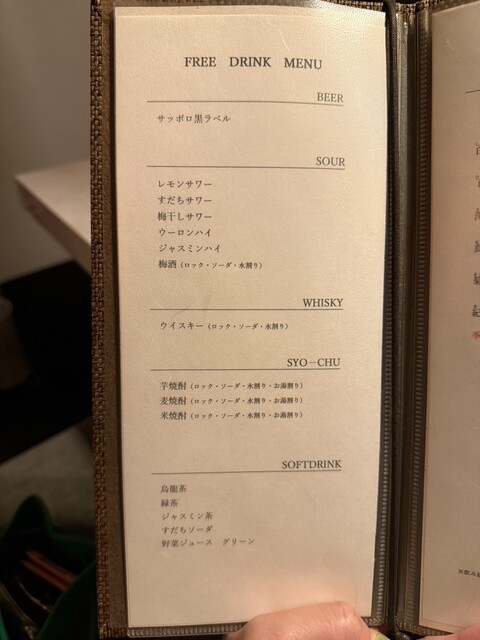 FREE DRINK MENU
BEER
サッポロ黒ラベル
SOUR
レモンサワー
すだちサワー
梅干しサワー
ウーロンハイ
ジャスミンハイ
梅酒（ロック・ソーダ・水割り）
WHISKY
ウイスキー（ロック・ソーダ・水割り）
SYO－CHU
芋焼酎（ロック・ソーダ・水割り・お湯割り）
麦焼酎（ロック・ソーダ・水割り・お湯割り）
米焼酎（ロック・ソーダ・水割り・お湯割り）
SOFTDRINK
烏龍茶
緑茶
ジャスミン茶
すだちソーダ
野菜ジュース　グリーン